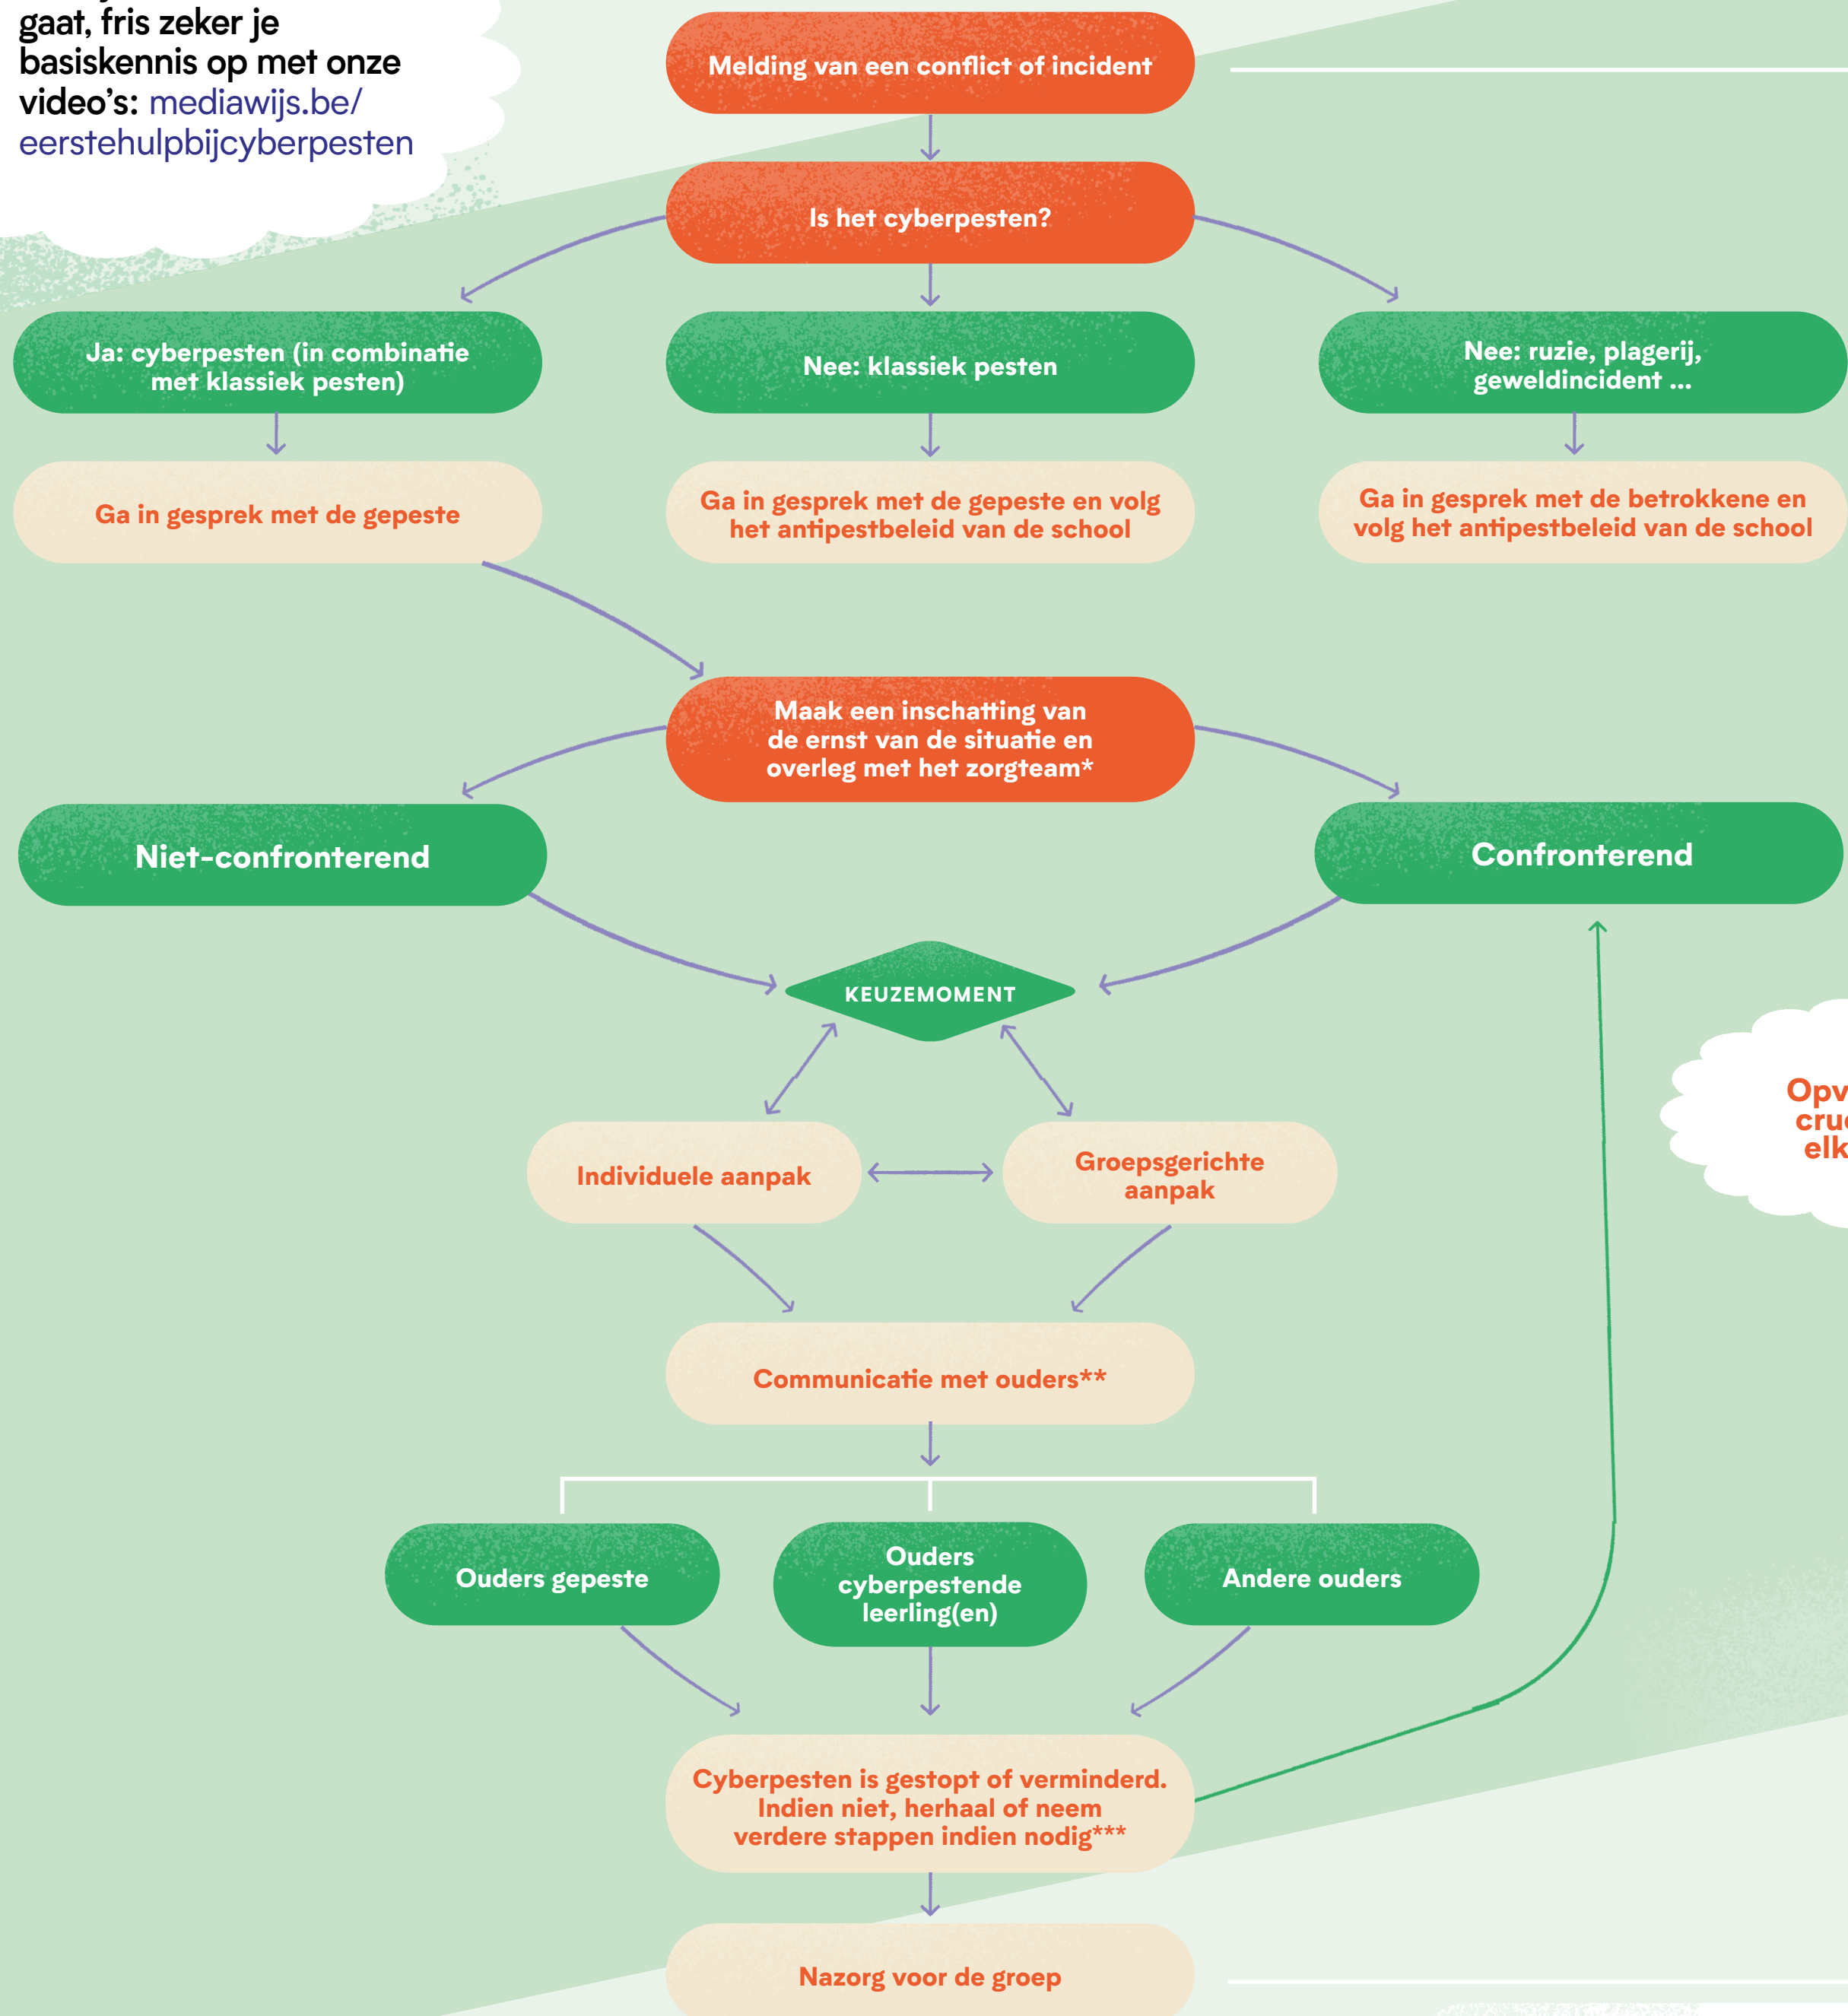 gaat, fris zeker je
basiskennis op met onze
video's: mediawijs.be/
eerstehulpbijcyberpesten
Melding van een conflict of incident
Is het cyberpesten?
Ja: cyberpesten (in combinatie
met klassiek pesten)
Nee: klassiek pesten
Nee: ruzie, plagerij,
geweldincident ...
Ga in gesprek met de gepeste
Ga in gesprek met de gepeste en volg
het antipestbeleid van de school
Ga in gesprek met de betrokkene en
volg het antipestbeleid van de school
Maak een inschatting van
de ernst van de situatie en
overleg met het zorgteam*
Niet-confronterend
Confronterend
KEUZEMOMENT
Individuele aanpak
Groepsgerichte
aanpak
Communicatie met ouders**
Ouders gepeste
Ouders
cyberpestende
leerling(en)
Andere ouders
Cyberpesten is gestopt of verminderd.
Indien niet, herhaal of neem
verdere stappen indien nodig***
Nazorg voor de groep